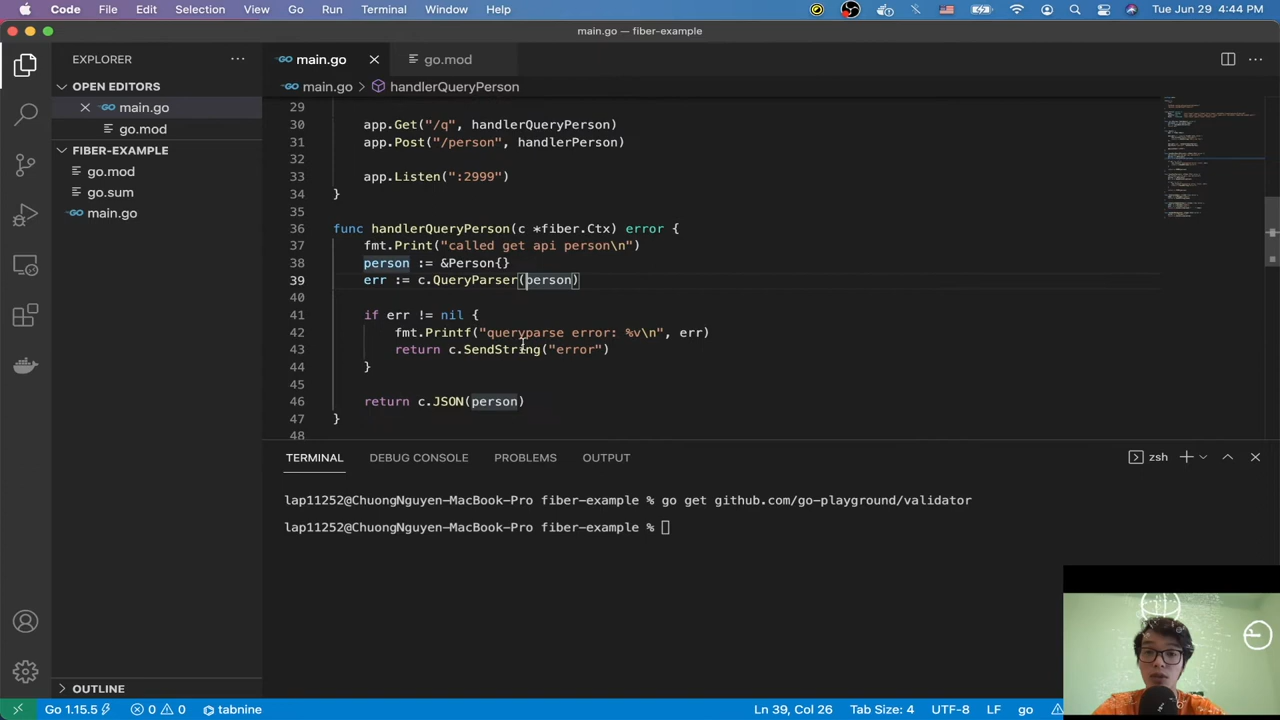 Code File Edit Selection View Go Run Terminal Window Help Tue Jun 29 4:44 PM
main.go — fiber-example
EXPLORER
OPEN EDITORS
main.go
go.mod
FIBER-EXAMPLE
go.mod
go.sum
main.go
OUTLINE
main.go go.mod
main.go > handlerQueryPerson
29
30 app.Get("/q", handlerQueryPerson)
31 app.Post("/person", handlerPerson)
32
33 app.Listen(":2999")
34 }
35
36 func handlerQueryPerson(c *fiber.Ctx) error {
37 fmt.Print("called get api person\n")
38 person := &Person{}
39 err := c.QueryParser(person)
40
41 if err != nil {
42 fmt.Printf("queryparse error: %v\n", err)
43 return c.SendString("error")
44 }
45
46 return c.JSON(person)
47 }
48
TERMINAL DEBUG CONSOLE PROBLEMS OUTPUT zsh
lap11252@ChuongNguyen-MacBook-Pro fiber-example % go get github.com/go-playground/validator
lap11252@ChuongNguyen-MacBook-Pro fiber-example %
Go 1.15.5 0 0 tabnine Ln 39, Col 26 Tab Size: 4 UTF-8 LF go